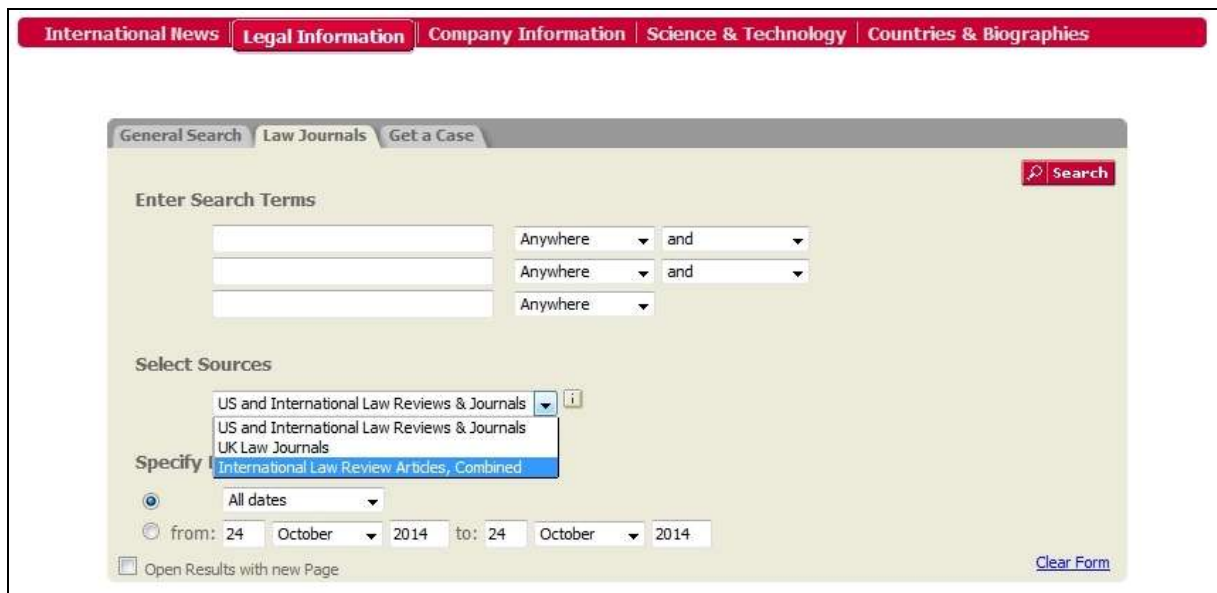 International News Legal Information Company Information Science & Technology Countries & Biographies
General Search Law Journals Get a Case
Search
Enter Search Terms
Anywhere and
Anywhere and
Anywhere
Select Sources
US and International Law Reviews & Journals i
US and International Law Reviews & Journals
UK Law Journals
International Law Review Articles, Combined
Specify
All dates
from: 24 October 2014 to: 24 October 2014
Open Results with new Page
Clear Form